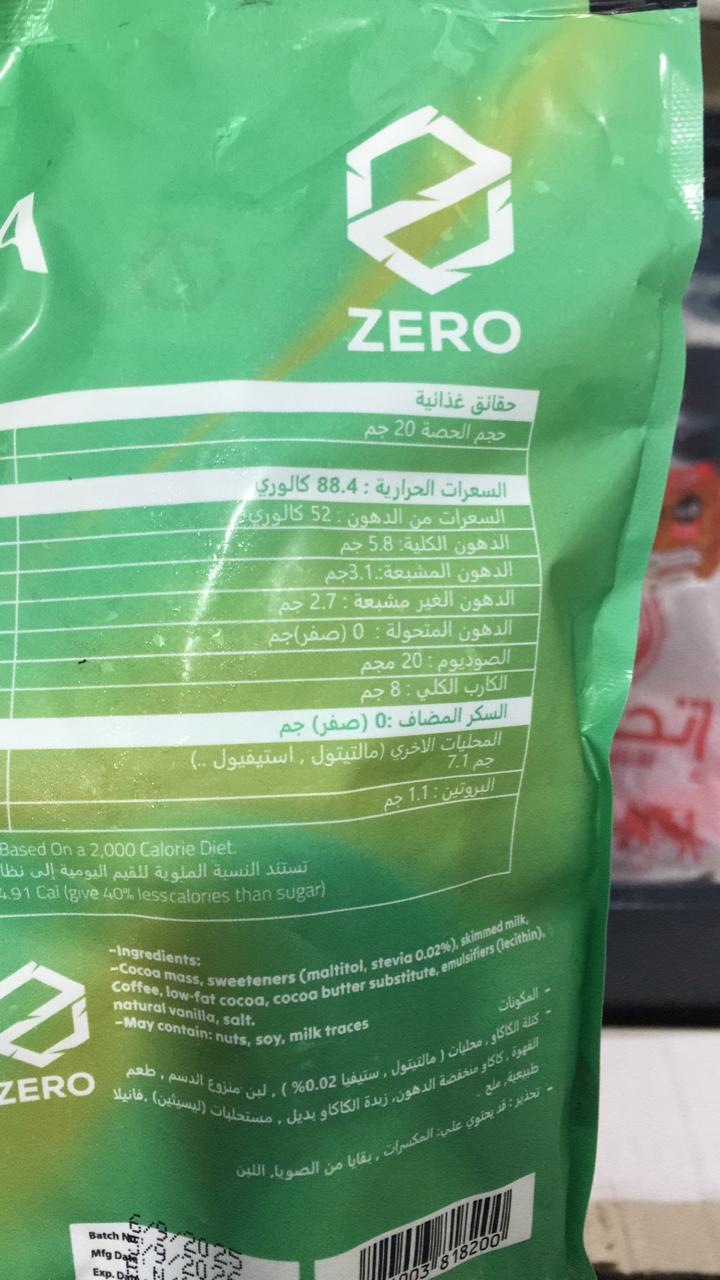 A
ZERO
حقائق غذائية
حجم الحصة 20 جم
السعرات الحرارية : 88.4 كالوري
السعرات من الدهون : 52 كالوري
الدهون الكلية: 5.8 جم
الدهون المشبعة:.3.1جم
الدهون الغير مشبعة : 2.7 جم
الدهون المتحولة : 0 (صفر)جم
الصوديوم : 20 مجم
الكارب الكلي : 8 جم
السكر المضاف :0 (صفر) جم
المحليات الاخري (مالتيتول , استيفيول ..)
7.1 جم
البروتين : 1.1 جم
Based On a 2,000 Calorie Diet.
تستند النسبة المئوية للقيم اليومية إلى نظا
4.91 Cal (give 40% lesscalories than sugar)
-Ingredients:
-Cocoa mass, sweeteners (maltitol, stevia 0.02%), skimmed milk,
Coffee, low-fat cocoa, cocoa butter substitute, emulsifiers (lecithin),
natural vanilla, salt.
-May contain: nuts, soy, milk traces
ZERO
- المكونات
- كتلة الكاكاو , محليات ( مالتيتول , ستيفيا 0.02% ) , لبن منزوع الدسم , طعم
القهوة , كاكاو منخفضة الدهون, زبدة الكاكاو بديل , مستحلبات (ليسيثين) ,فانيلا
طبيعية, ملح .
- تحذير : قد يحتوي علي: المكسرات , بقايا من الصويا, اللبن
Batch No
Mfg Da
Exp. Da
003 818200